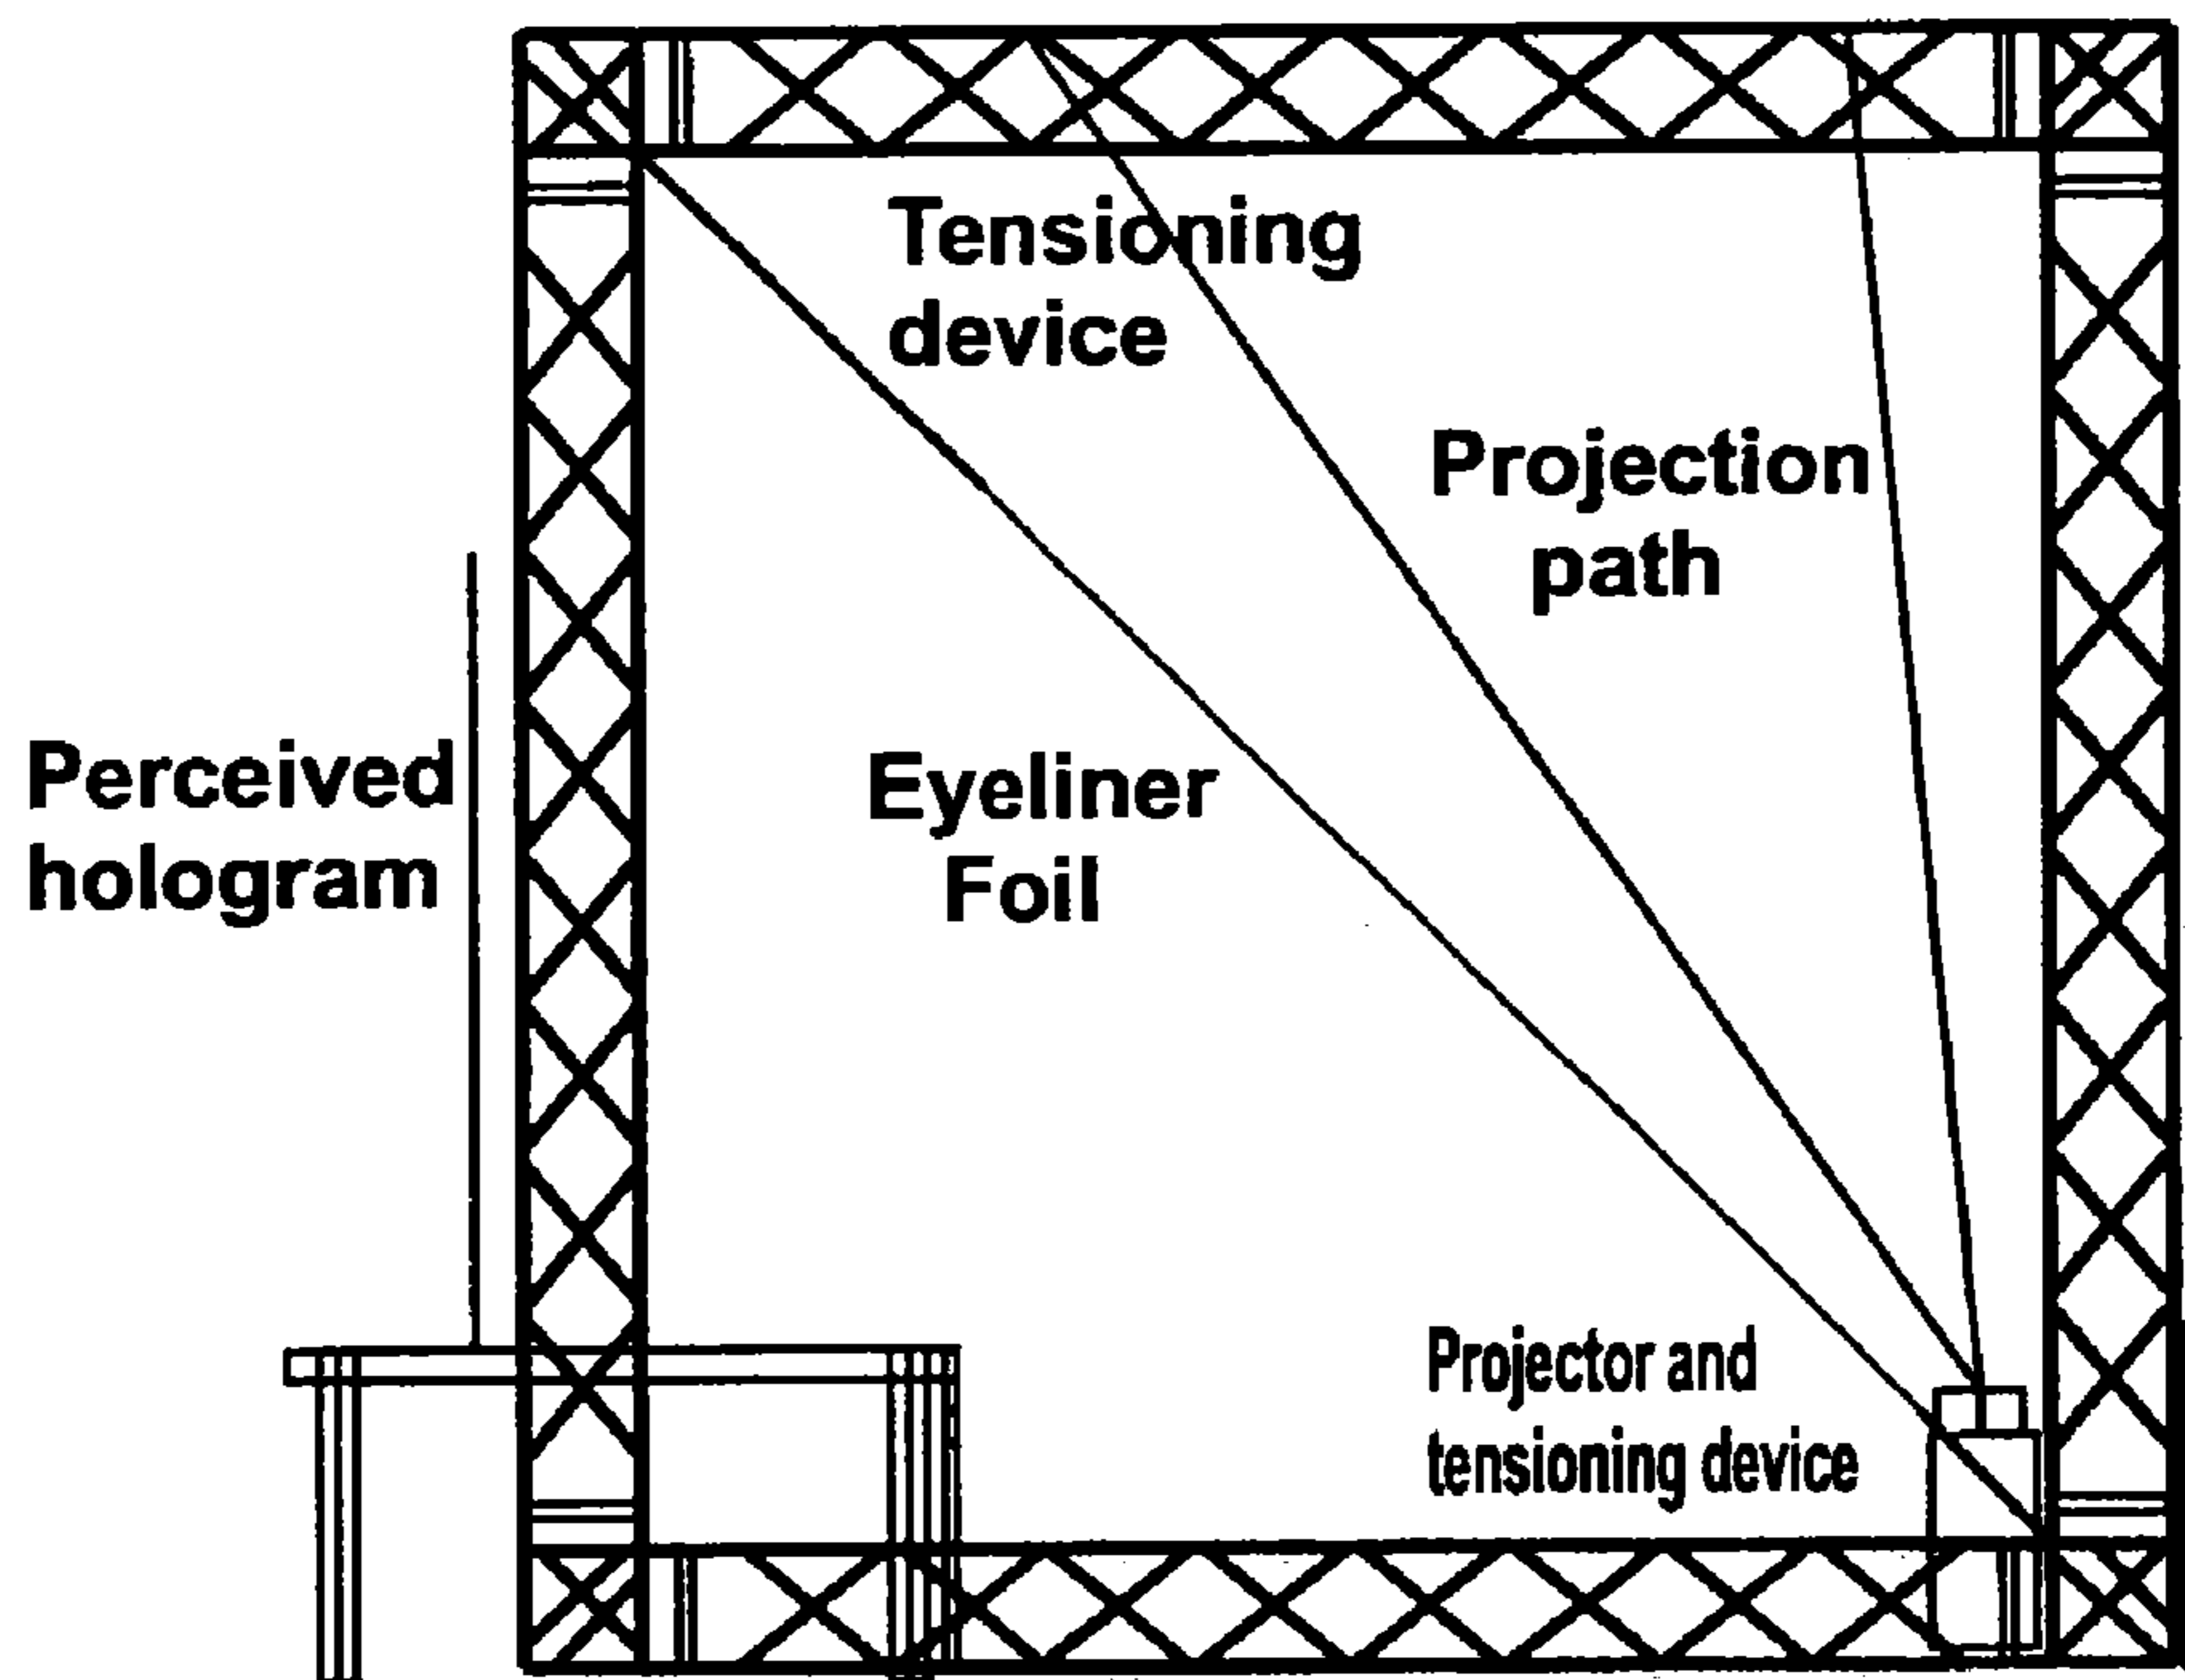 Tensioning
device
Projection
path
Perceived
hologram
Eyeliner
Foil
Projector and
tensioning device